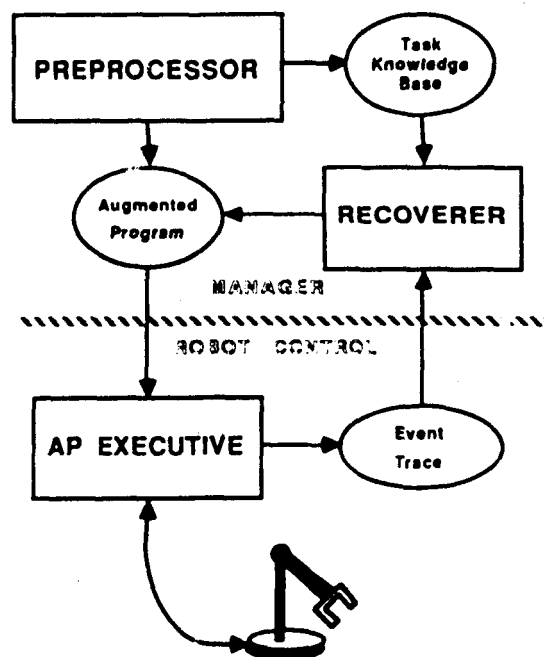 PREPROCESSOR
Task
Knowledge
Base
Augmented
Program
RECOVERER
MANAGER
ROBOT CONTROL
AP EXECUTIVE
Event
Trace